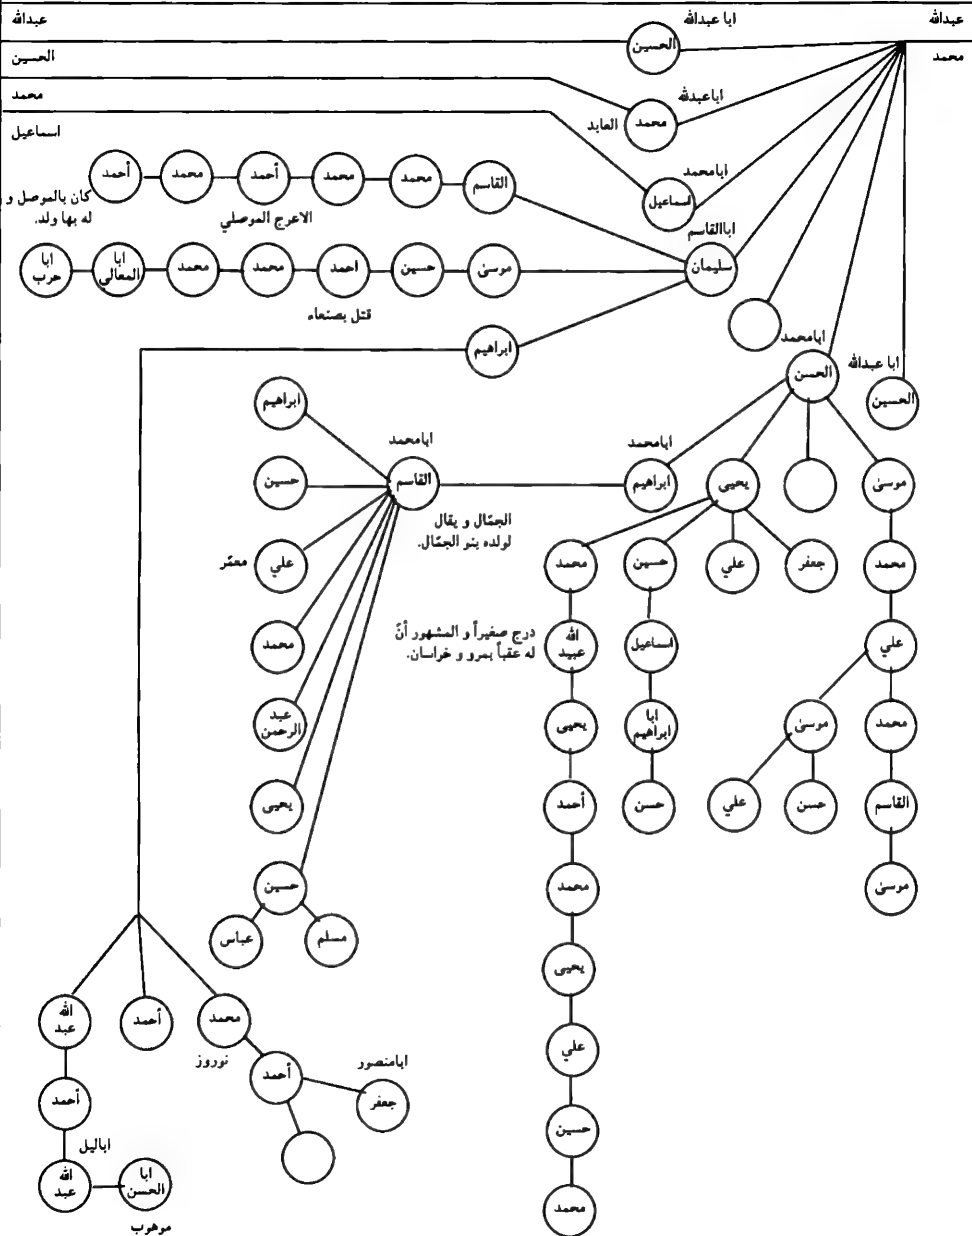 عبدالله
ابا عبدالله
عبدالله
الحسين
محمد
الحسين
اباعبدالله
محمد
محمد
العابد
اسماعيل
ابامحمد
اسماعيل
القاسم
محمد
محمد
أحمد
محمد
أحمد
كان بالموصل و
له بها ولد.
الاعرج الموصلي
اباالقاسم
سليمان
موسىٰ
حسين
احمد
محمد
محمد
ابا
المعالى
ابا
حرب
قتل بصنعاء
ابراهيم
ابامحمد
الحسن
ابا عبدالله
الحسين
ابراهيم
ابامحمد
القاسم
ابامحمد
ابراهيم
يحيى
موسىٰ
حسين
الجمّال و يقال
لولده بنو الجمّال.
محمد
حسين
علي
جعفر
محمد
علي
معمّر
محمد
درج صغيراً و المشهور أنّ
له عقباً بمرو و خراسان.
الله
عبيد
اسماعيل
علي
عبد
الرحمن
يحيى
ابا
ابراهيم
موسىٰ
محمد
يحيى
أحمد
حسن
علي
حسن
القاسم
حسين
محمد
موسىٰ
عباس
مسلم
يحيى
الله
عبد
أحمد
محمد
نوروز
علي
أحمد
أحمد
ابامنصور
جعفر
حسين
اباليل
الله
عبد
ابا
الحسن
موهوب
محمد